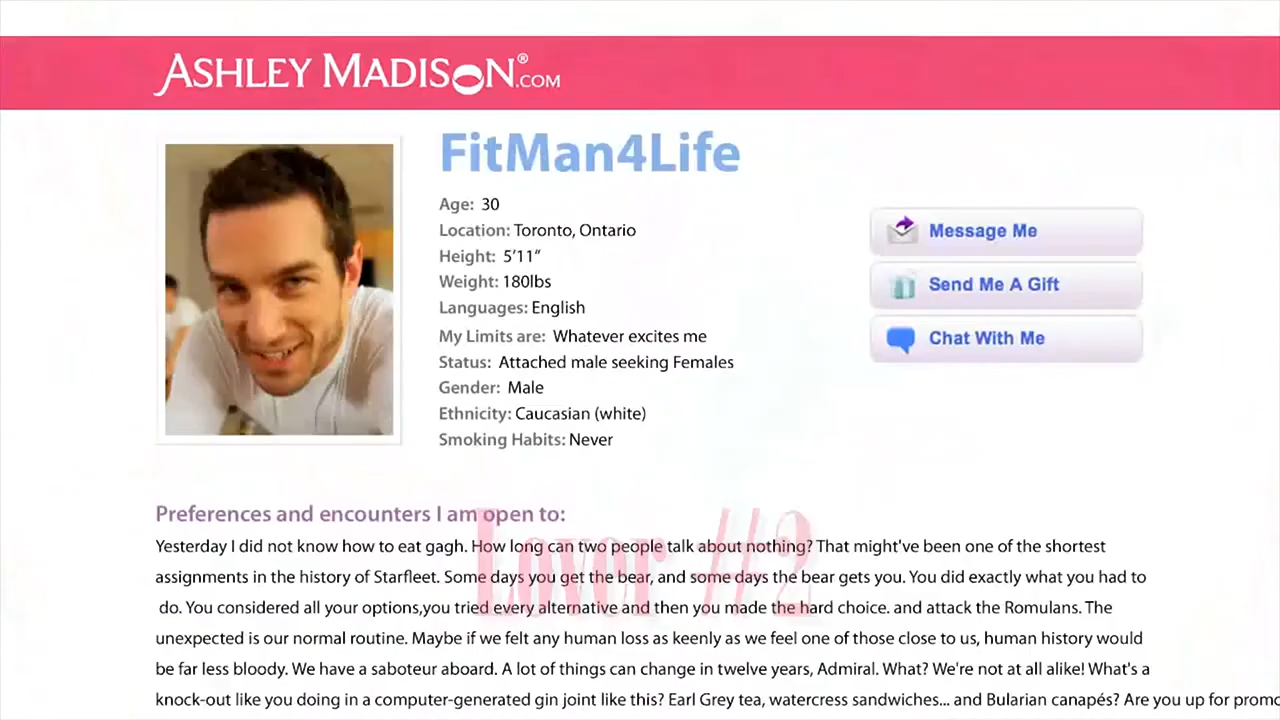 ASHLEY MADISON®.COM
FitMan4Life
Age: 30
Location: Toronto, Ontario
Height: 5'11"
Weight: 180lbs
Languages: English
My Limits are: Whatever excites me
Status: Attached male seeking Females
Gender: Male
Ethnicity: Caucasian (white)
Smoking Habits: Never
Message Me
Send Me A Gift
Chat With Me
Preferences and encounters I am open to:
Yesterday I did not know how to eat gagh. How long can two people talk about nothing? That might've been one of the shortest
assignments in the history of Starfleet. Some days you get the bear, and some days the bear gets you. You did exactly what you had to
do. You considered all your options,you tried every alternative and then you made the hard choice. and attack the Romulans. The
unexpected is our normal routine. Maybe if we felt any human loss as keenly as we feel one of those close to us, human history would
be far less bloody. We have a saboteur aboard. A lot of things can change in twelve years, Admiral. What? We're not at all alike! What's a
knock-out like you doing in a computer-generated gin joint like this? Earl Grey tea, watercress sandwiches... and Bularian canapés? Are you up for promo
Lover #2